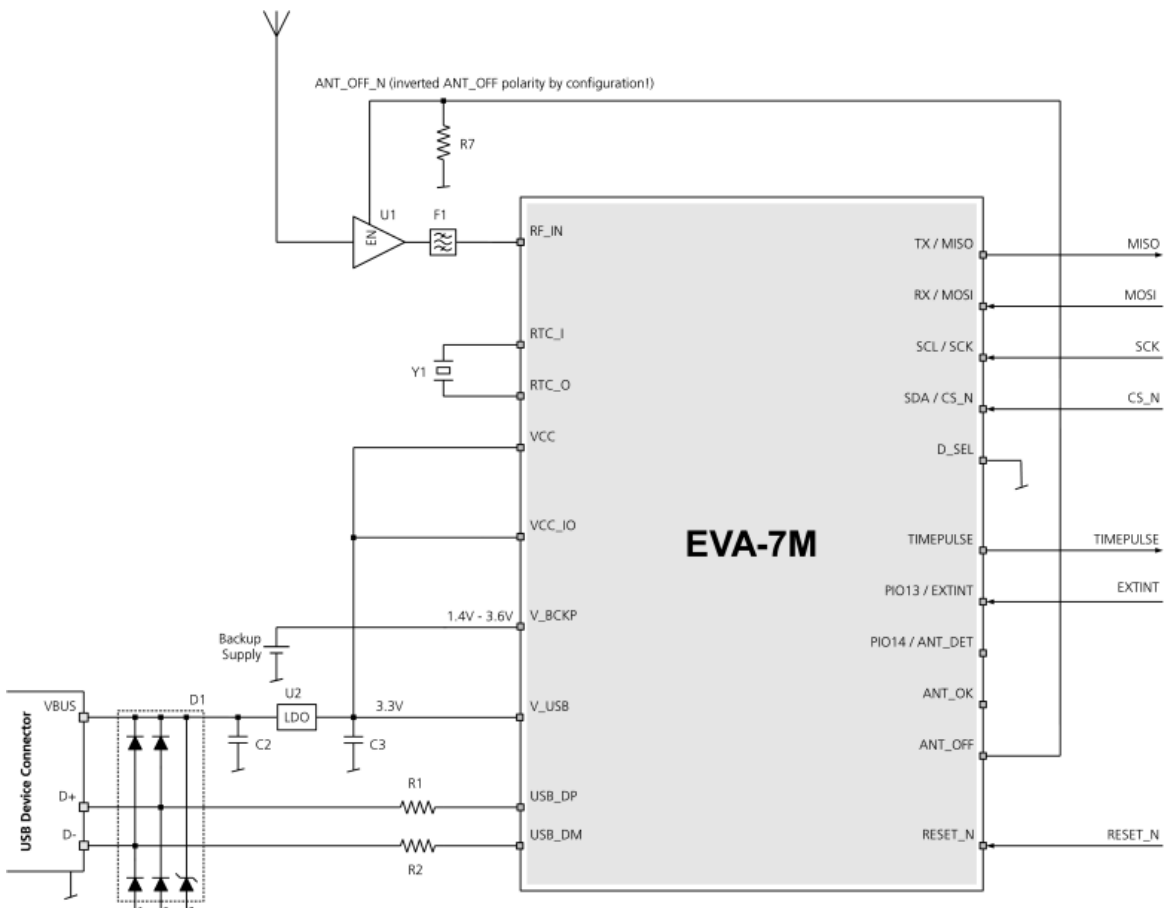 ANT_OFF_N (inverted ANT_OFF polarity by configuration!)
R7
U1
F1
EN
RF_IN
TX / MISO
MISO
RX / MOSI
MOSI
RTC_I
SCL / SCK
SCK
Y1
RTC_O
SDA / CS_N
CS_N
VCC
D_SEL
VCC_IO
EVA-7M
TIMEPULSE
TIMEPULSE
PIO13 / EXTINT
EXTINT
1.4V - 3.6V
V_BCKP
Backup
Supply
PIO14 / ANT_DET
ANT_OK
VBUS
D1
U2
LDO
3.3V
V_USB
C2
C3
ANT_OFF
USB Device Connector
D+
R1
USB_DP
D-
R2
USB_DM
RESET_N
RESET_N